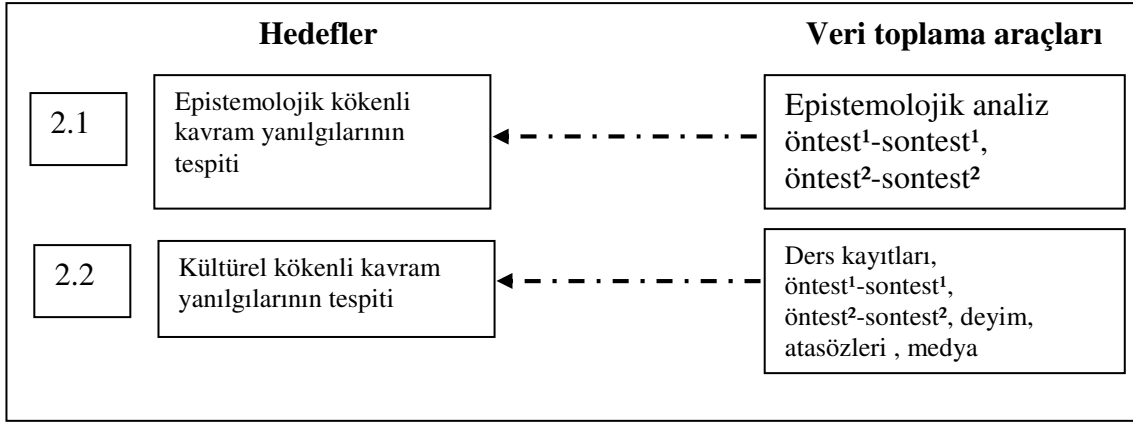 Hedefler
Veri toplama araçları
2.1
Epistemolojik kökenli
kavram yanılgılarının
tespiti
Epistemolojik analiz
öntest¹-sontest¹,
öntest²-sontest²
2.2
Kültürel kökenli kavram
yanılgılarının tespiti
Ders kayıtları,
öntest¹-sontest¹,
öntest²-sontest², deyim,
atasözleri , medya